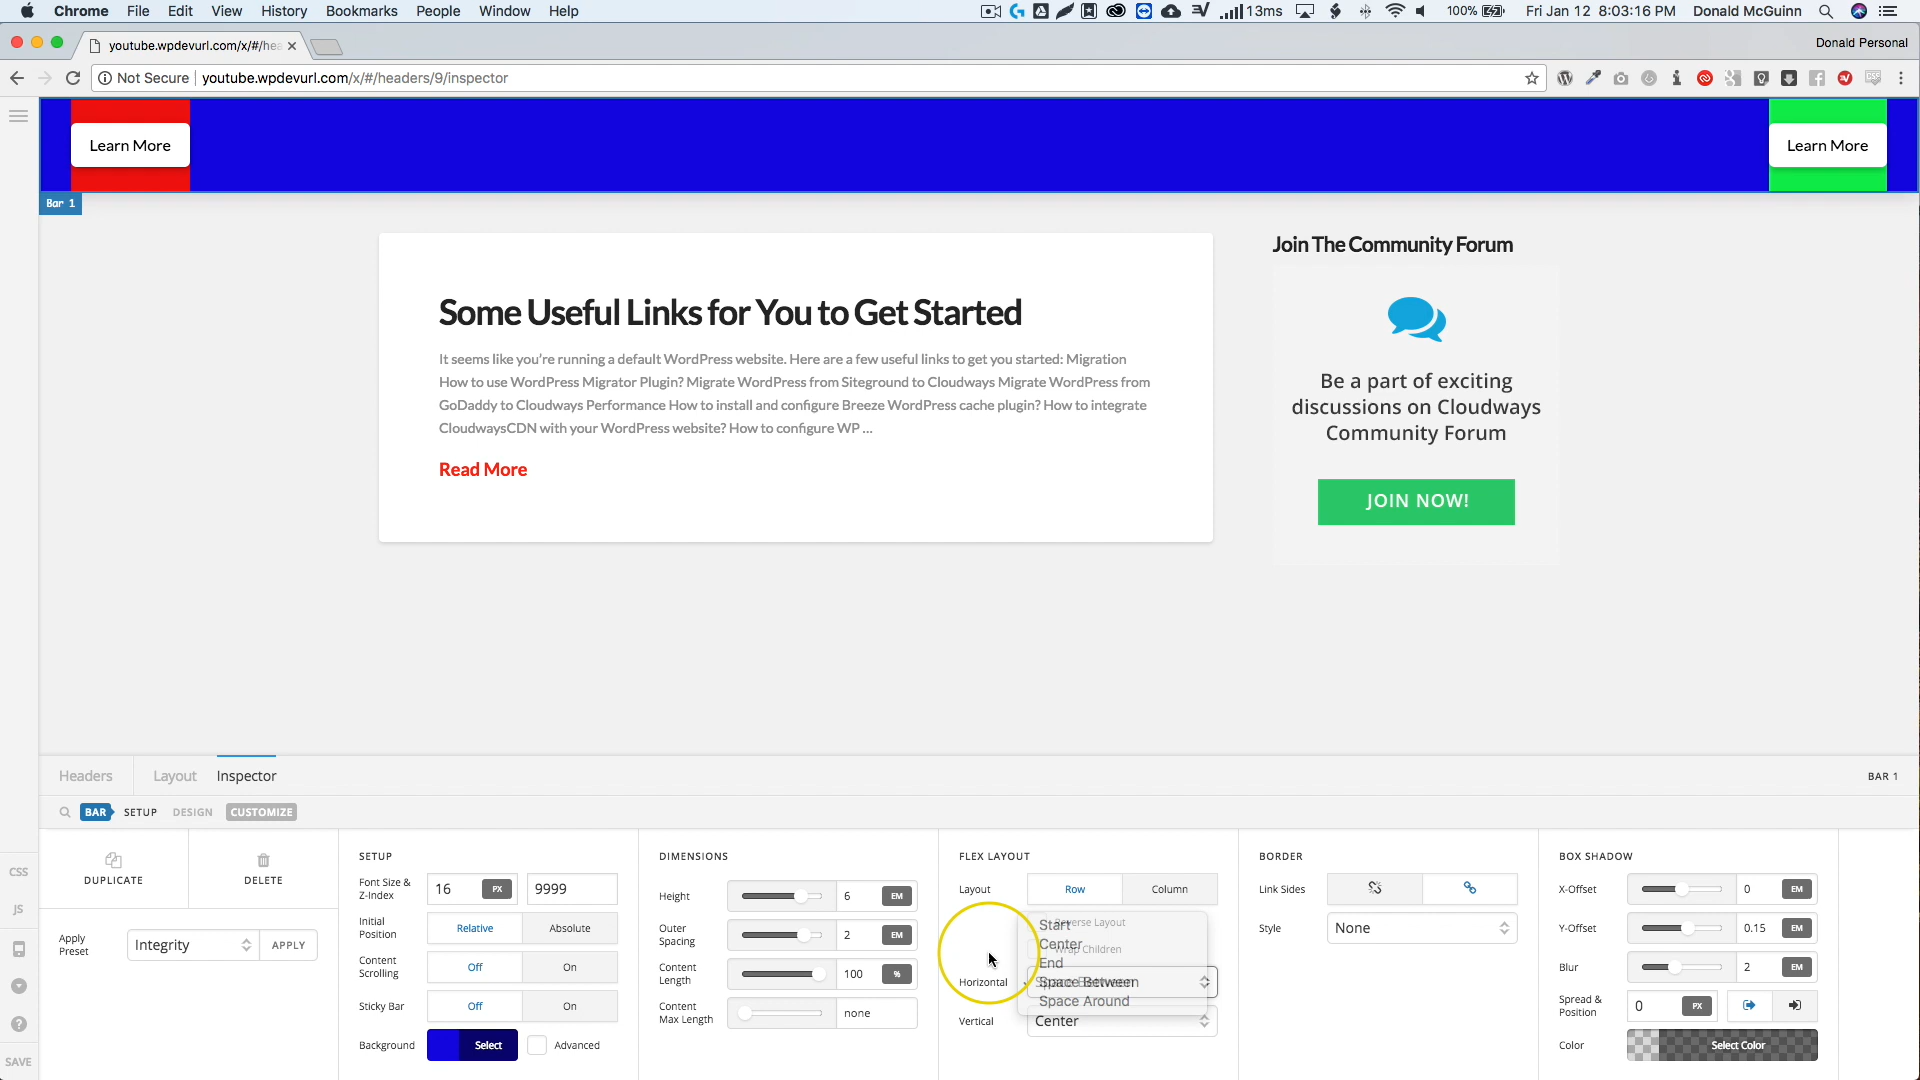 Chrome File Edit View History Bookmarks People Window Help 13ms 100% Fri Jan 12 8:03:16 PM Donald McGuinn
youtube.wpdevurl.com/x/#/hea Donald Personal
Not Secure youtube.wpdevurl.com/x/#/headers/9/inspector
Learn More Learn More
Bar 1
Join The Community Forum
Some Useful Links for You to Get Started
It seems like you're running a default WordPress website. Here are a few useful links to get you started: Migration
How to use WordPress Migrator Plugin? Migrate WordPress from Siteground to Cloudways Migrate WordPress from
GoDaddy to Cloudways Performance How to install and configure Breeze WordPress cache plugin? How to integrate
CloudwaysCDN with your WordPress website? How to configure WP ...
Read More
Be a part of exciting
discussions on Cloudways
Community Forum
JOIN NOW!
Headers Layout Inspector BAR 1
BAR SETUP DESIGN CUSTOMIZE
CSS
JS
SAVE
DUPLICATE DELETE
Apply
Preset
Integrity APPLY
SETUP
Font Size &
Z-Index
16 PX 9999
Initial
Position
Relative Absolute
Content
Scrolling
Off On
Sticky Bar Off On
Background Select Advanced
DIMENSIONS
Height 6 EM
Outer
Spacing
2 EM
Content
Length
100 %
Content
Max Length
none
FLEX LAYOUT
Layout Row Column
Reverse Layout
Start
Center
Wrap Children
End
Horizontal Space Between
Space Around
Vertical Center
BORDER
Link Sides
Style None
BOX SHADOW
X-Offset 0 EM
Y-Offset 0.15 EM
Blur 2 EM
Spread &
Position
0 PX
Color Select Color